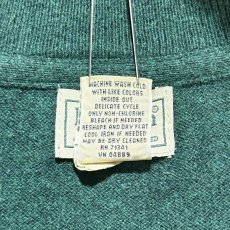 MACHINE WASH COLD
WITH LIKE COLORS
INSIDE OUT
DELICATE CYCLE
ONLY NON-CHLORINE
BLEACH IF NEEDED
RESHAPE AND DRY FLAT
COOL IRON IF NEEDED
MAY BE DRY CLEANED
RN 71341
VN 00889